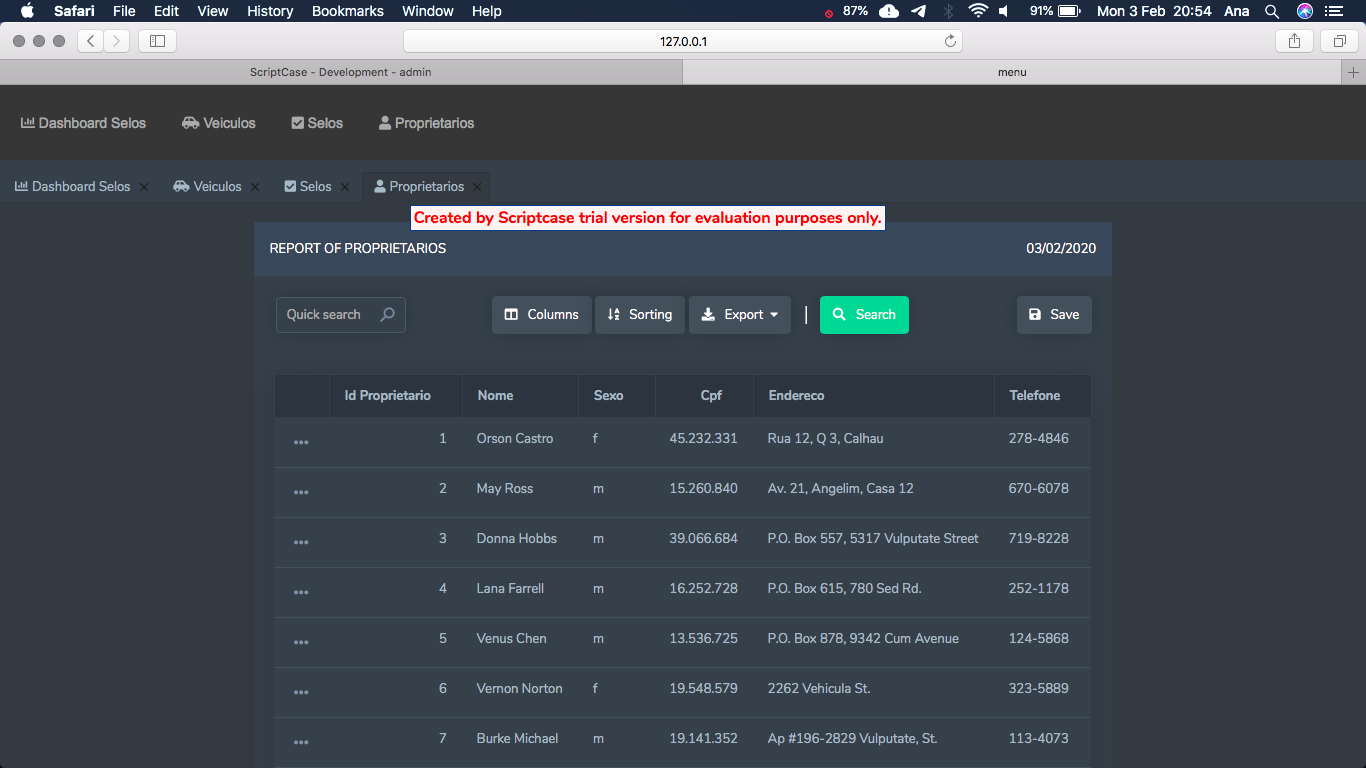 Safari File Edit View History Bookmarks Window Help 87% 91% Mon 3 Feb 20:54 Ana
127.0.0.1
ScriptCase - Development - admin menu
Dashboard Selos Veiculos Selos Proprietarios
Dashboard Selos Veiculos Selos Proprietarios
Created by Scriptcase trial version for evaluation purposes only.
REPORT OF PROPRIETARIOS 03/02/2020
Quick search Columns Sorting Export | Search Save
Id Proprietario Nome Sexo Cpf Endereco Telefone
1 Orson Castro f 45.232.331 Rua 12, Q 3, Calhau 278-4846
2 May Ross m 15.260.840 Av. 21, Angelim, Casa 12 670-6078
3 Donna Hobbs m 39.066.684 P.O. Box 557, 5317 Vulputate Street 719-8228
4 Lana Farrell m 16.252.728 P.O. Box 615, 780 Sed Rd. 252-1178
5 Venus Chen m 13.536.725 P.O. Box 878, 9342 Cum Avenue 124-5868
6 Vernon Norton f 19.548.579 2262 Vehicula St. 323-5889
7 Burke Michael m 19.141.352 Ap #196-2829 Vulputate, St. 113-4073